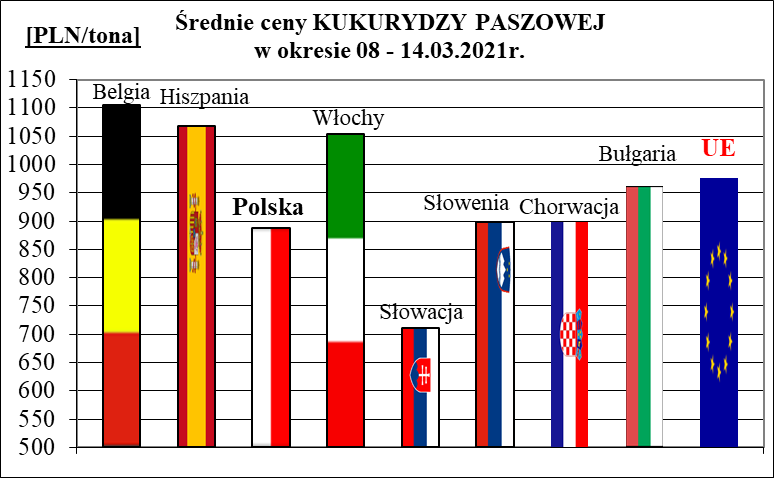 Średnie ceny KUKURYDZY PASZOWEJ
w okresie 08 - 14.03.2021r.
[PLN/tona]
1150
1100
1050
1000
950
900
850
800
750
700
650
600
550
500
Belgia
Hiszpania
Polska
Włochy
Słowacja
Słowenia
Chorwacja
Bułgaria
UE